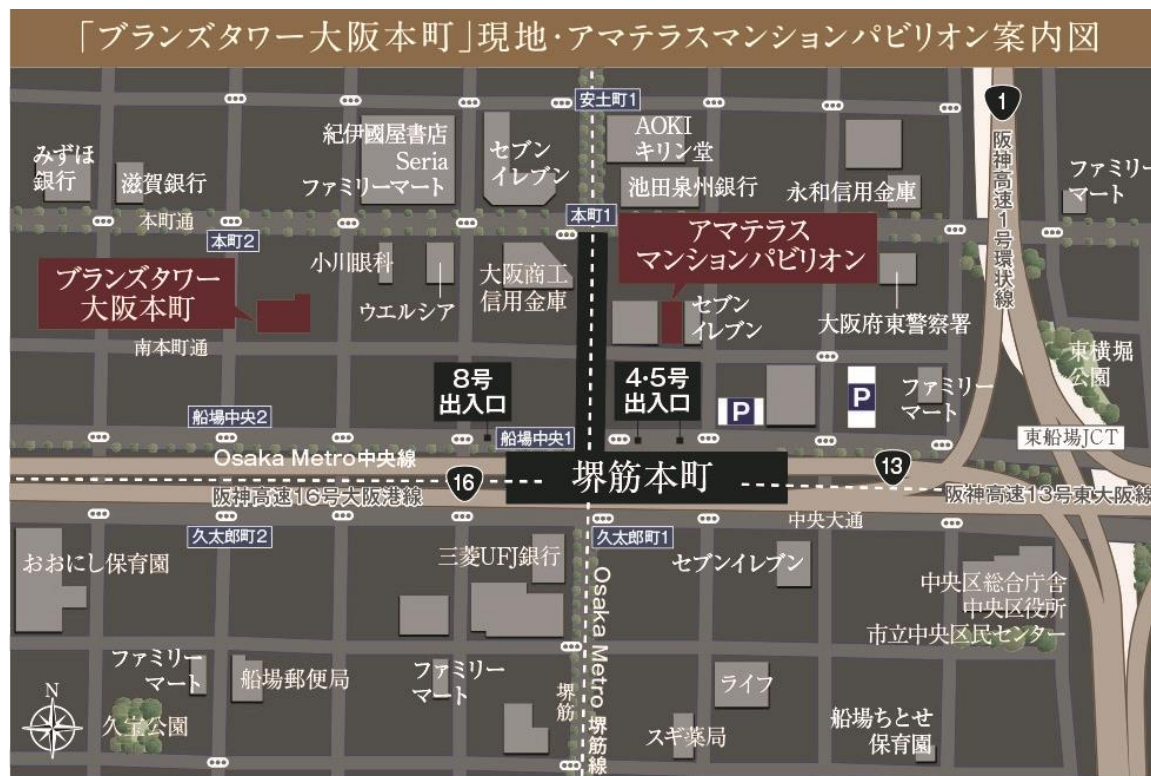 「ブランズタワー大阪本町」現地・アマテラスマンションパビリオン案内図
安土町1
1
阪神高速1号環状線
みずほ
銀行
滋賀銀行
紀伊國屋書店
Seria
ファミリーマート
セブン
イレブン
AOKI
キリン堂
池田泉州銀行
永和信用金庫
ファミリー
マート
本町通
本町2
本町1
ブランズタワー
大阪本町
小川眼科
ウエルシア
大阪商工
信用金庫
アマテラス
マンションパビリオン
セブン
イレブン
大阪府東警察署
南本町通
8号
出入口
4・5号
出入口
P
P
ファミリー
マート
東横堀
公園
船場中央2
船場中央1
東船場JCT
Osaka Metro中央線
阪神高速16号大阪港線
16
堺筋本町
13
阪神高速13号東大阪線
中央大通
久太郎町2
久太郎町1
おおにし保育園
三菱UFJ銀行
セブンイレブン
中央区総合庁舎
中央区役所
市立中央区民センター
Osaka Metro 堺筋線
堺筋
ファミリー
マート
船場郵便局
ファミリー
マート
ライフ
スギ薬局
船場ちとせ
保育園
久宝公園
N